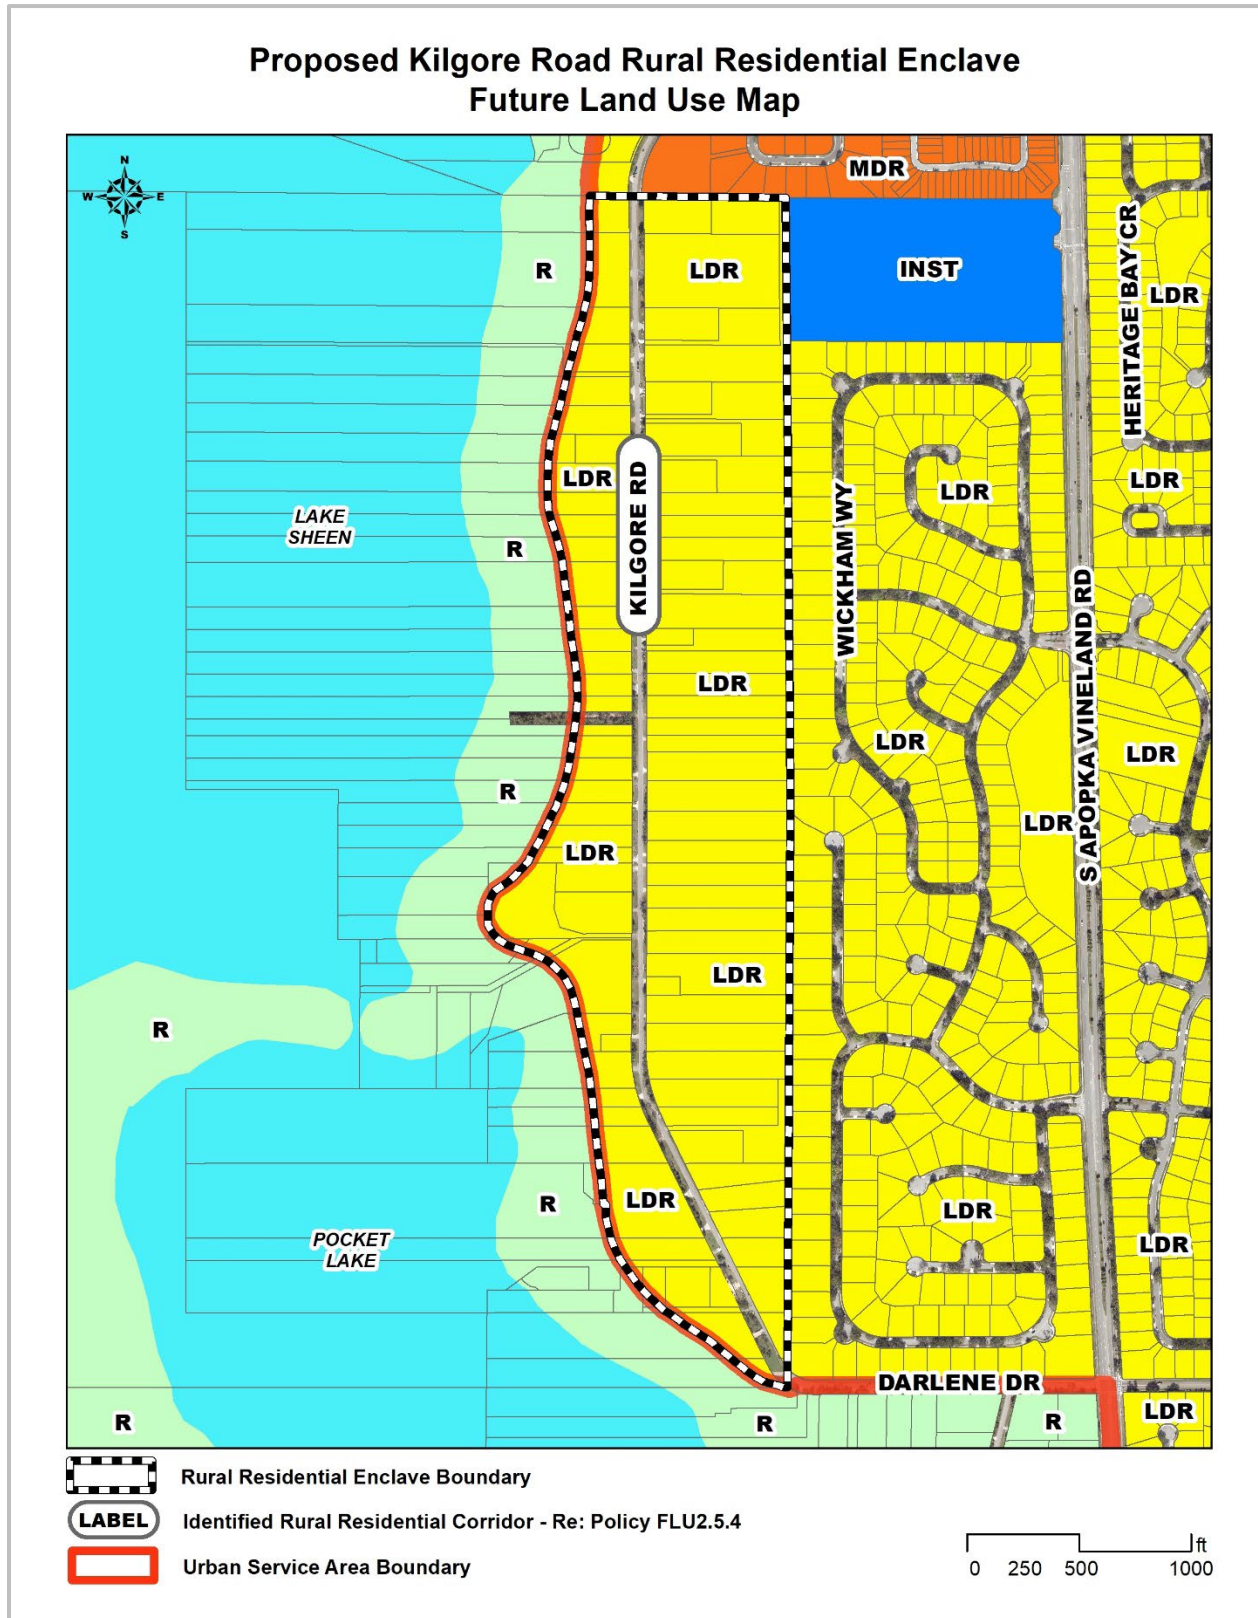 Proposed Kilgore Road Rural Residential Enclave
Future Land Use Map
N
W E
S
MDR
R
LDR
INST
HERITAGE BAY CR
LDR
LDR
KILGORE RD
LDR
LDR
LAKE
SHEEN
R
WICKHAM WY
S APOPKA VINELAND RD
LDR
LDR
LDR
R
LDR
LDR
LDR
R
R
LDR
LDR
POCKET
LAKE
LDR
DARLENE DR
R
R
R
LDR
Rural Residential Enclave Boundary
LABEL
Identified Rural Residential Corridor - Re: Policy FLU2.5.4
Urban Service Area Boundary
ft
0 250 500 1000